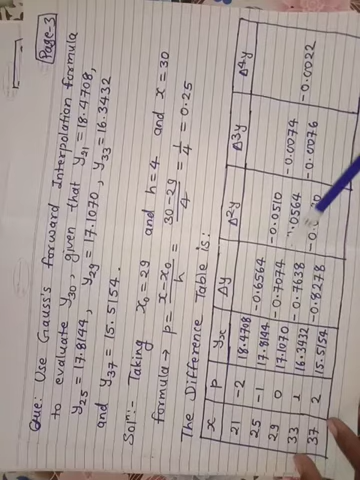 Page-3
Que: Use Gauss's forward Interpolation formula
to evaluate y30, given that y21 = 18.4708,
y25 = 17.8144, y29 = 17.1070, y33 = 16.3432
and y37 = 15.5154.
Soln:- Taking x0 = 29 and h = 4 and x = 30
formula → p = x-x0/h = 30-29/4 = 1/4 = 0.25
The Difference Table is:
x P yx Δy Δ2y Δ3y Δ4y
21 -2 18.4708
-0.6564
25 -1 17.8144 -0.0510
-0.7074 -0.0074
29 0 17.1070 .0564 -0.0022
-0.7638 -0.0076
33 1 16.3932
-0.8278
37 2 15.5154